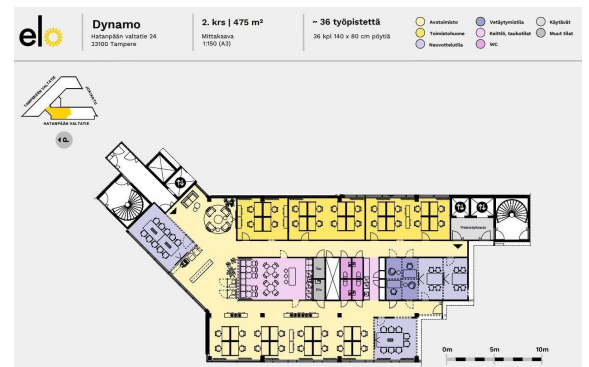 elo
Dynamo
Hatanpään valtatie 24
33100 Tampere
2. krs | 475 m²
Mittakaava
1:150 (A3)
~ 36 työpistettä
36 kpl 140 x 80 cm pöytiä
Avotoimisto
Toimistohuone
Neuvottelutila
Vetäytymistila
Keittiö, taukotilat
WC
Käytävät
Muut tilat
TAMPEREEN VALTATIE
HATANPÄÄN VALTATIE
P
Yhteiskäyttöaula
0m
5m
10m